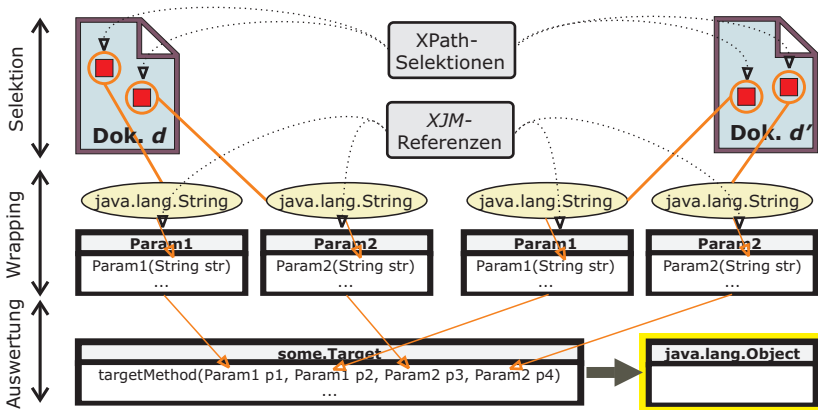 Selektion
Dok. d
XPath-
Selektionen
Dok. d'
XJM-
Referenzen
Wrapping
java.lang.String
java.lang.String
java.lang.String
java.lang.String
Param1
Param1(String str)
...
Param2
Param2(String str)
...
Param1
Param1(String str)
...
Param2
Param2(String str)
...
Auswertung
some.Target
targetMethod(Param1 p1, Param1 p2, Param2 p3, Param2 p4)
...
java.lang.Object